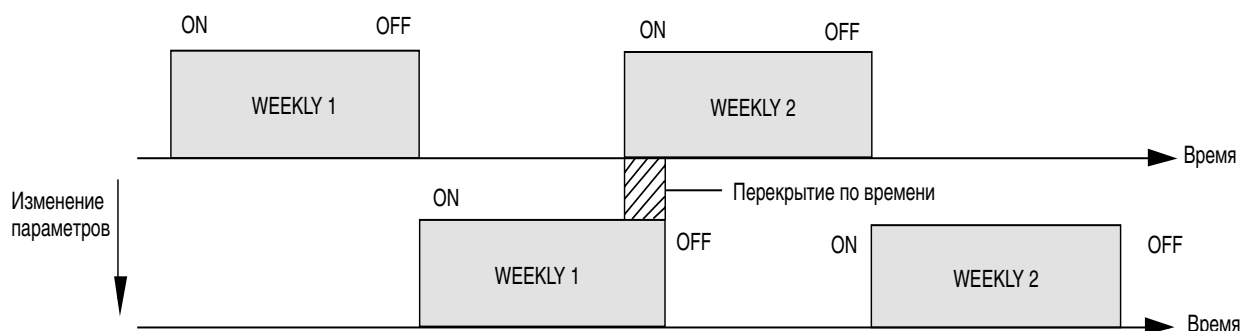 ON OFF ON OFF
WEEKLY 1 WEEKLY 2
Время
Изменение
параметров
ON Перекрытие по времени
OFF ON OFF
WEEKLY 1 WEEKLY 2
Время